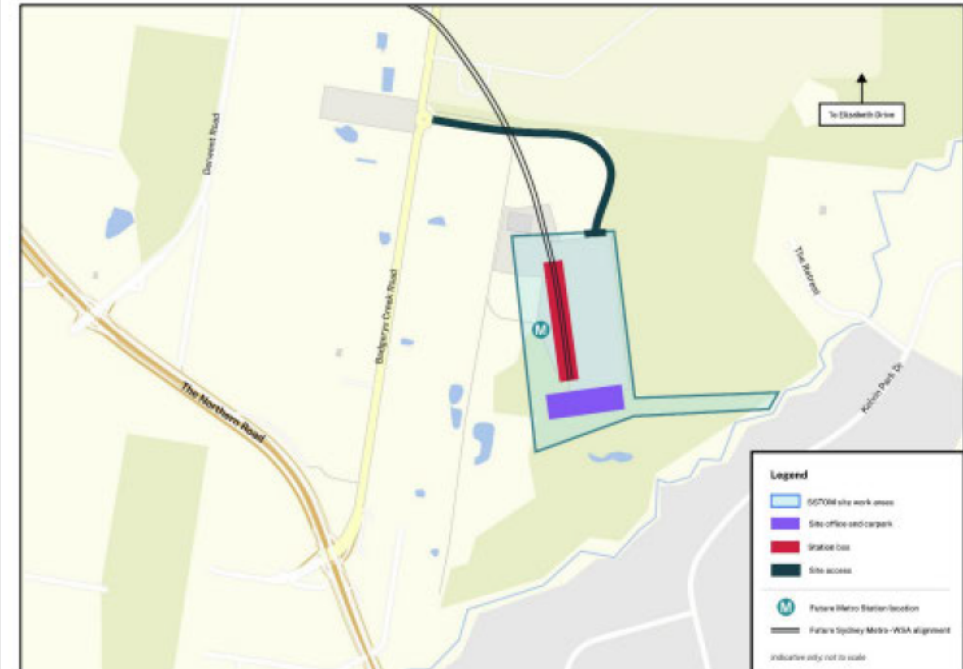 To Elizabeth Drive
Derwent Road
Badgerys Creek Road
The Northern Road
M
The Retreat
Kelvin Park Dr
Legend
SSTOM site work areas
Site office and carpark
Station box
Site access
M Future Metro Station location
Future Sydney Metro - WSA alignment
Indicative only, not to scale